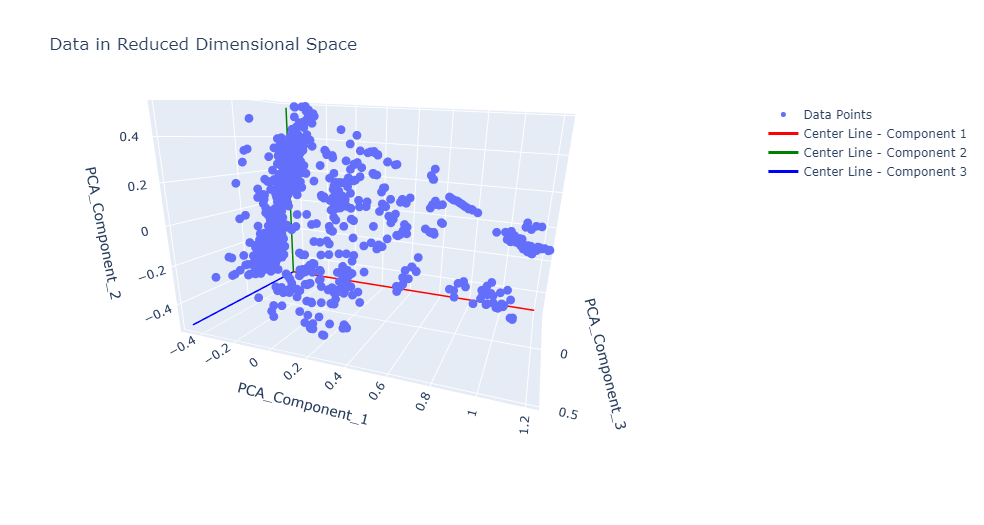 Data in Reduced Dimensional Space
Data Points
Center Line - Component 1
Center Line - Component 2
Center Line - Component 3
0.4
0.2
0
−0.2
−0.4
PCA_Component_2
−0.4
−0.2
0
0.2
0.4
0.6
0.8
1
1.2
PCA_Component_1
0
0.5
PCA_Component_3